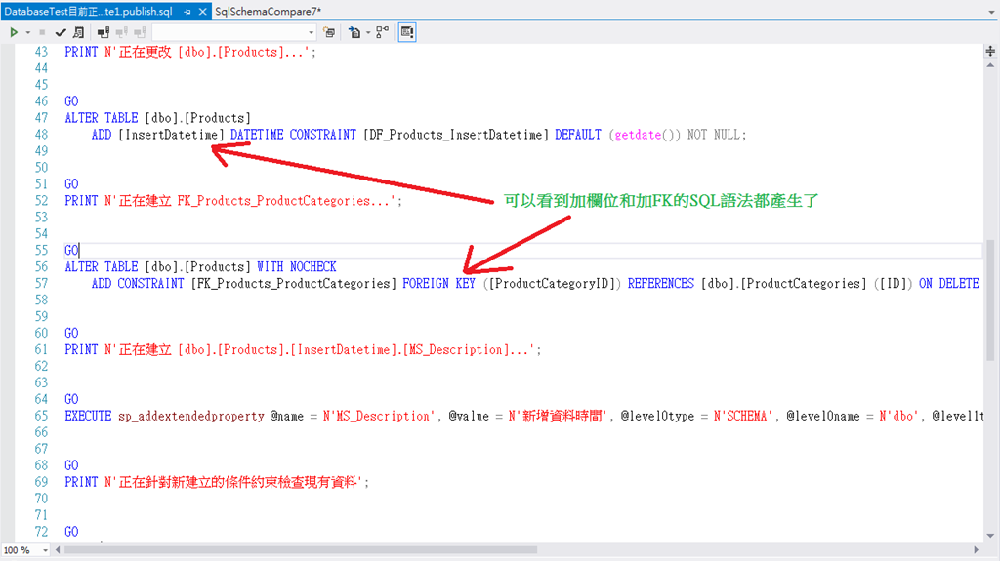 DatabaseTest目前正...te1.publish.sql SqlSchemaCompare7*
43 PRINT N'正在更改 [dbo].[Products]...';
44
45
46 GO
47 ALTER TABLE [dbo].[Products]
48 ADD [InsertDatetime] DATETIME CONSTRAINT [DF_Products_InsertDatetime] DEFAULT (getdate()) NOT NULL;
49
50
51 GO
52 PRINT N'正在建立 FK_Products_ProductCategories...';
可以看到加欄位和加FK的SQL語法都產生了
53
54
55 GO
56 ALTER TABLE [dbo].[Products] WITH NOCHECK
57 ADD CONSTRAINT [FK_Products_ProductCategories] FOREIGN KEY ([ProductCategoryID]) REFERENCES [dbo].[ProductCategories] ([ID]) ON DELETE
58
59
60 GO
61 PRINT N'正在建立 [dbo].[Products].[InsertDatetime].[MS_Description]...';
62
63
64 GO
65 EXECUTE sp_addextendedproperty @name = N'MS_Description', @value = N'新增資料時間', @level0type = N'SCHEMA', @level0name = N'dbo', @level1t
66
67
68 GO
69 PRINT N'正在針對新建立的條件約束檢查現有資料';
70
71
72 GO
100 %